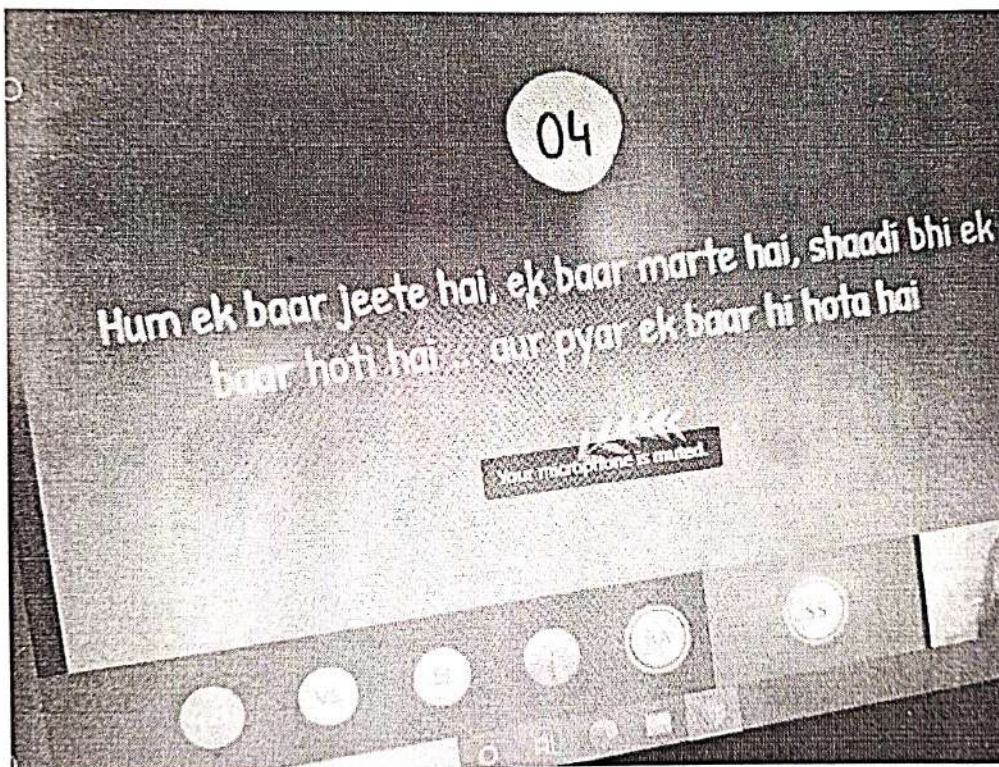 04
Hum ek baar jeete hai, ek baar marte hai, shaadi bhi ek
baar hoti hai ... aur pyar ek baar hi hota hai
Your microphone is muted.
SS